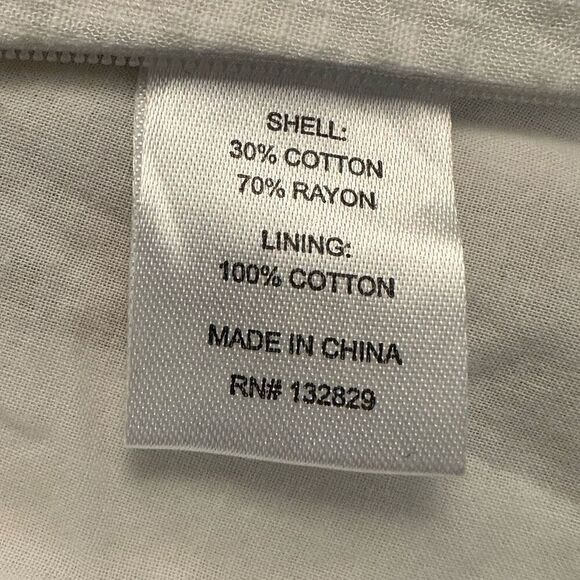 SHELL:
30% COTTON
70% RAYON
LINING:
100% COTTON
MADE IN CHINA
RN# 132829